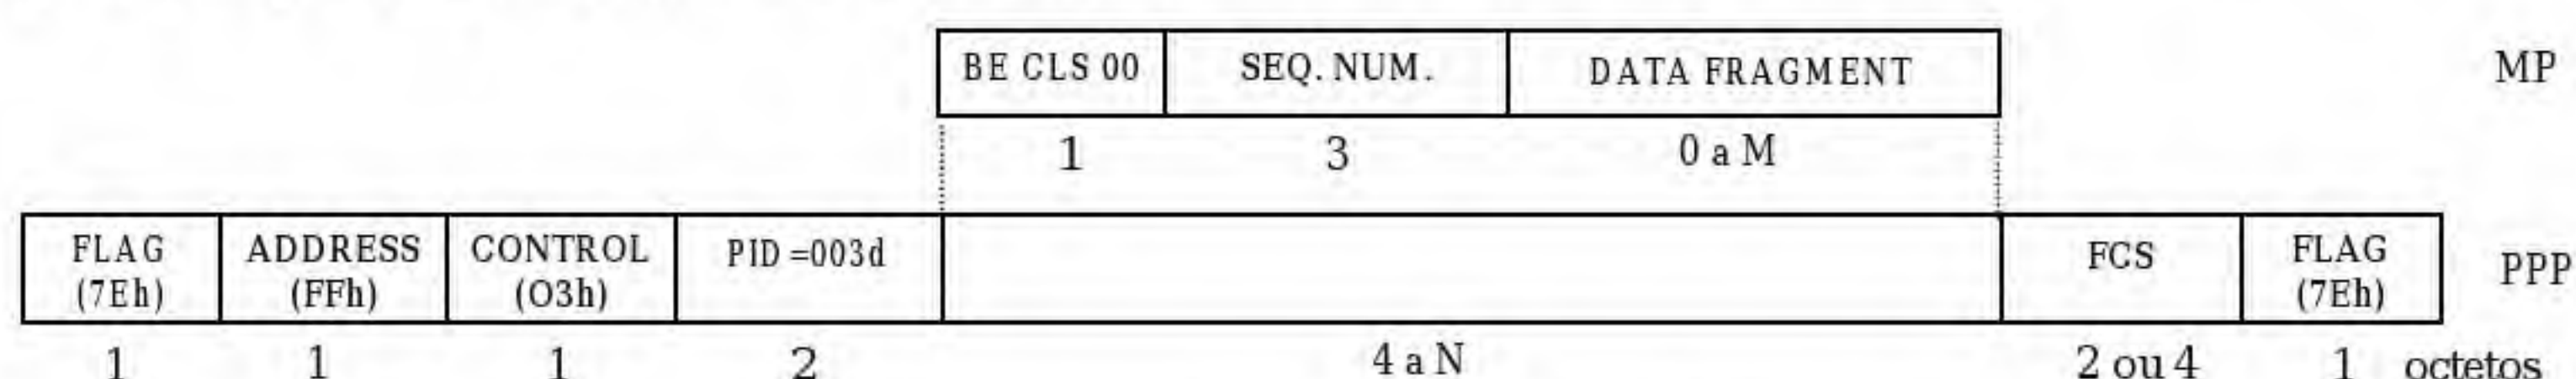 BE CLS 00 SEQ. NUM. DATA FRAGMENT MP
1 3 0 a M
FLAG ADDRESS CONTROL PID =003d FCS FLAG PPP
(7Eh) (FFh) (O3h) (7Eh)
1 1 1 2 4 a N 2 ou 4 1 octetos